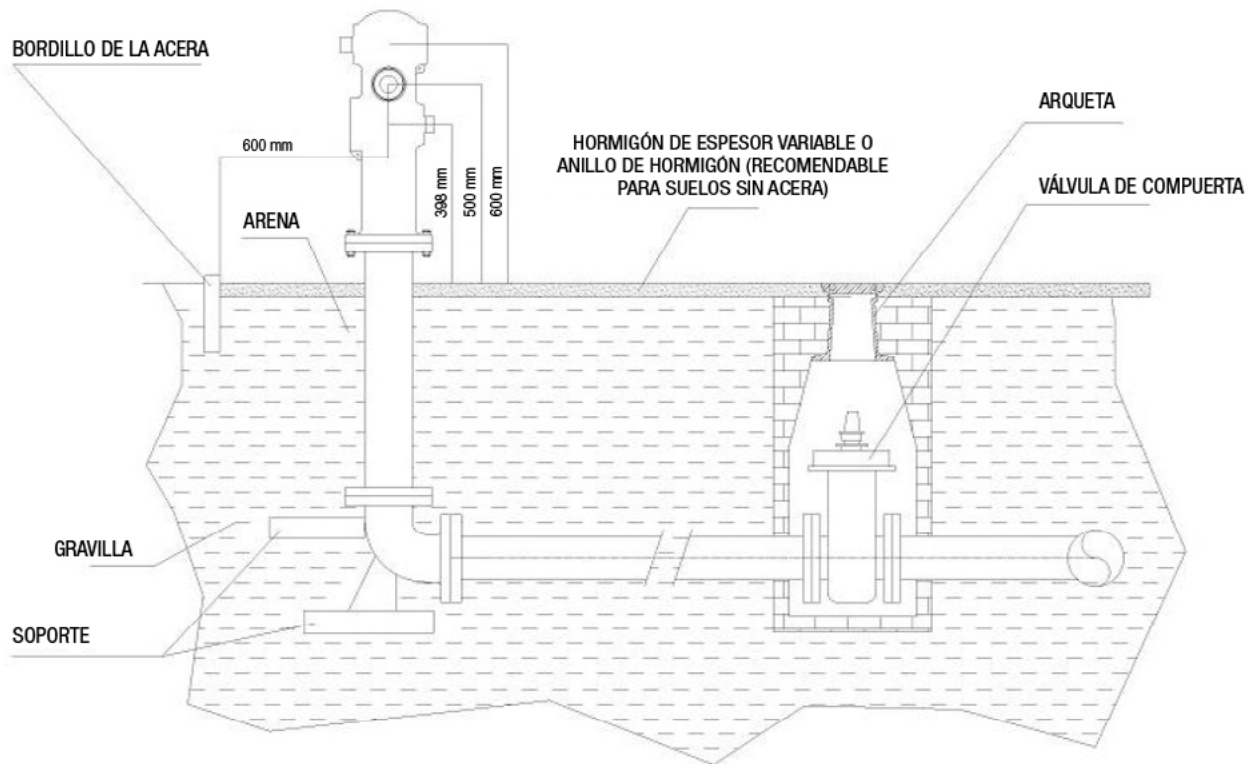 BORDILLO DE LA ACERA
600 mm
ARENA
398 mm
500 mm
600 mm
HORMIGÓN DE ESPESOR VARIABLE O
ANILLO DE HORMIGÓN (RECOMENDABLE
PARA SUELOS SIN ACERA)
ARQUETA
VÁLVULA DE COMPUERTA
GRAVILLA
SOPORTE